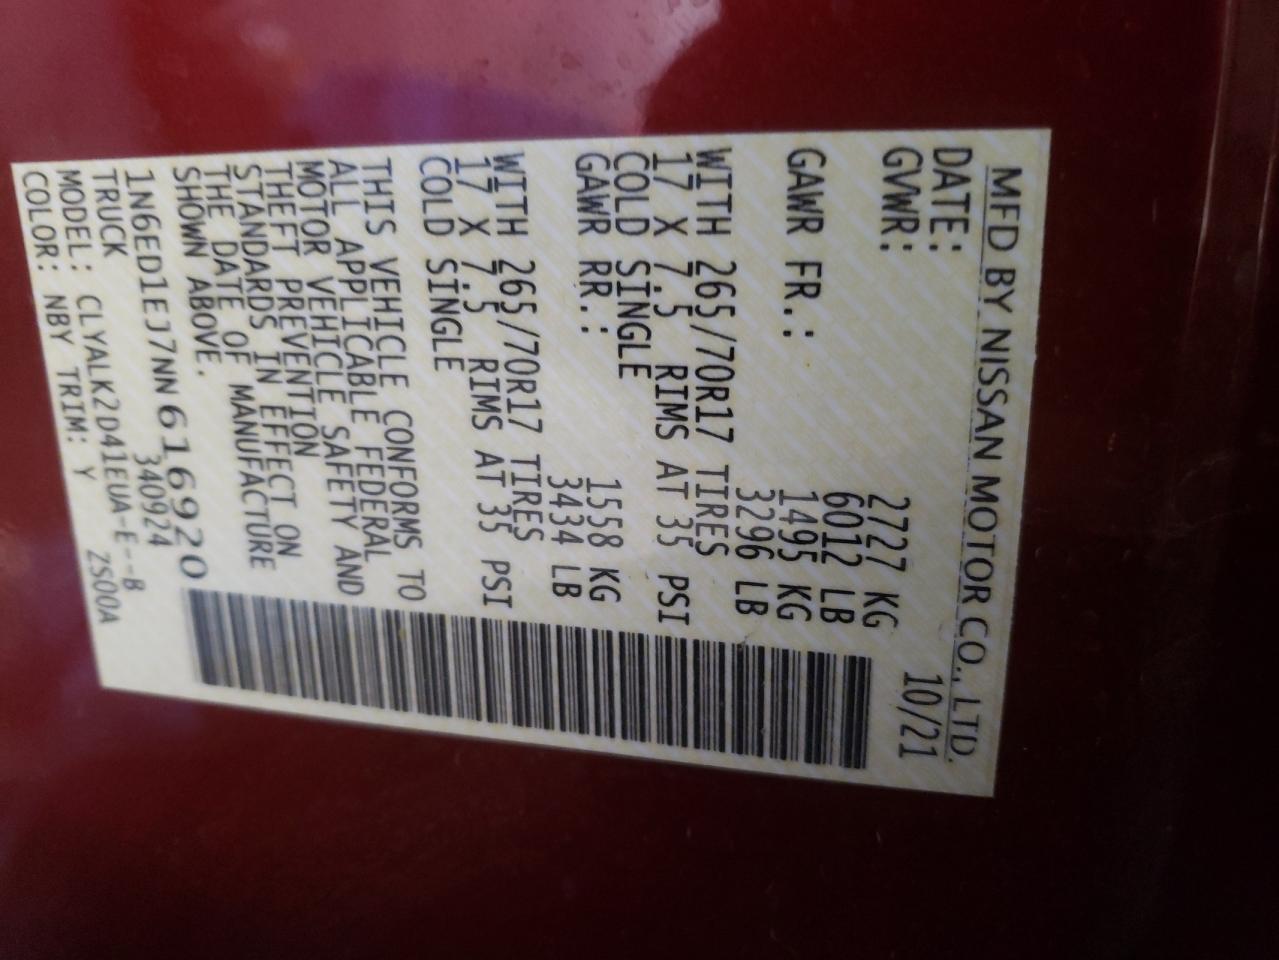 MFD BY NISSAN MOTOR CO., LTD.
DATE: 10/21
GVWR: 2727 KG
6012 LB
GAWR FR.: 1495 KG
3296 LB
WITH 265/70R17 TIRES
17 X 7.5 RIMS AT 35 PSI
COLD SINGLE
GAWR RR.: 1558 KG
3434 LB
WITH 265/70R17 TIRES
17 X 7.5 RIMS AT 35 PSI
COLD SINGLE
THIS VEHICLE CONFORMS TO
ALL APPLICABLE FEDERAL
MOTOR VEHICLE SAFETY AND
THEFT PREVENTION
STANDARDS IN EFFECT ON
THE DATE OF MANUFACTURE
SHOWN ABOVE.
1N6ED1EJ7NN616920
TRUCK 340924
MODEL: CLYALK2D41EUA-E--B
COLOR: NBY TRIM: Y ZS00A